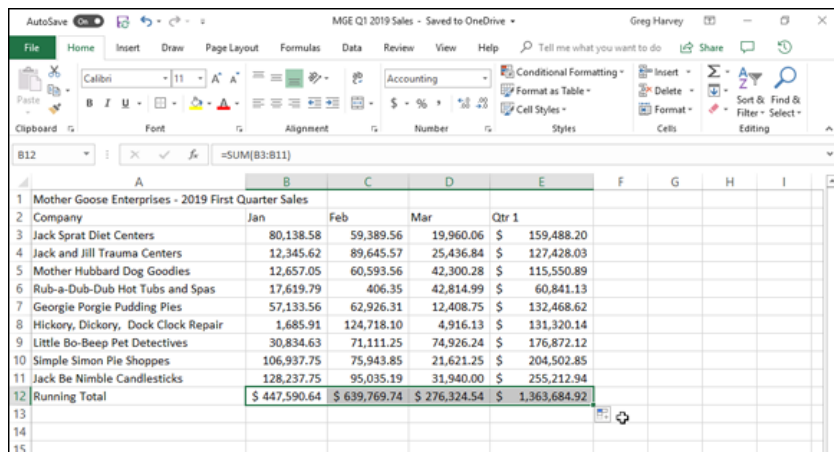 AutoSave On MGE Q1 2019 Sales - Saved to OneDrive Greg Harvey
File Home Insert Draw Page Layout Formulas Data Review View Help Tell me what you want to do Share
Paste
Calibri 11 A A
B I U A
Accounting
$ % ,
Conditional Formatting
Format as Table
Cell Styles
Insert
Delete
Format
Σ
Sort & Filter
Find & Select
Clipboard Font Alignment Number Styles Cells Editing
B12 fx =SUM(B3:B11)
A B C D E F G H I
1 Mother Goose Enterprises - 2019 First Quarter Sales
2 Company Jan Feb Mar Qtr 1
3 Jack Sprat Diet Centers 80,138.58 59,389.56 19,960.06 $ 159,488.20
4 Jack and Jill Trauma Centers 12,345.62 89,645.57 25,436.84 $ 127,428.03
5 Mother Hubbard Dog Goodies 12,657.05 60,593.56 42,300.28 $ 115,550.89
6 Rub-a-Dub-Dub Hot Tubs and Spas 17,619.79 406.35 42,814.99 $ 60,841.13
7 Georgie Porgie Pudding Pies 57,133.56 62,926.31 12,408.75 $ 132,468.62
8 Hickory, Dickory, Dock Clock Repair 1,685.91 124,718.10 4,916.13 $ 131,320.14
9 Little Bo-Beep Pet Detectives 30,834.63 71,111.25 74,926.24 $ 176,872.12
10 Simple Simon Pie Shoppes 106,937.75 75,943.85 21,621.25 $ 204,502.85
11 Jack Be Nimble Candlesticks 128,237.75 95,035.19 31,940.00 $ 255,212.94
12 Running Total $ 447,590.64 $ 639,769.74 $ 276,324.54 $ 1,363,684.92
13
14
15